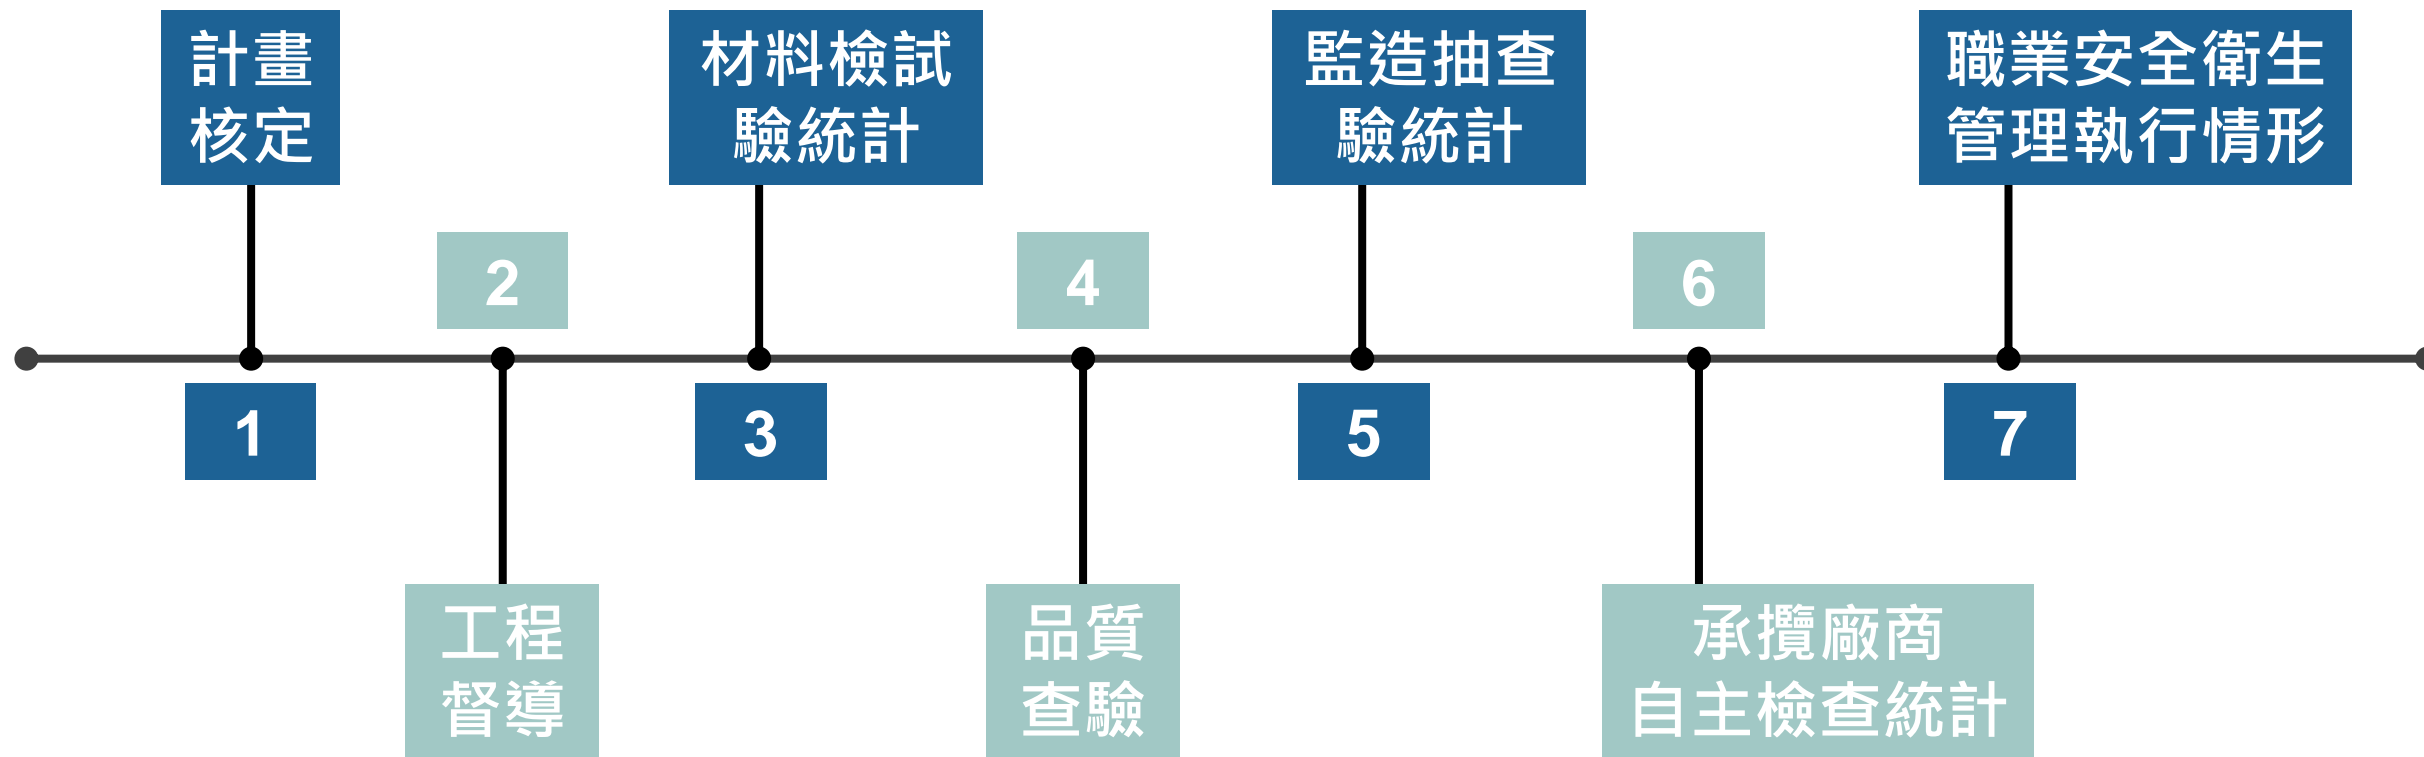 計畫
核定
1
2
工程
督導
材料檢試
驗統計
3
4
品質
查驗
監造抽查
驗統計
5
6
承攬廠商
自主檢查統計
職業安全衛生
管理執行情形
7